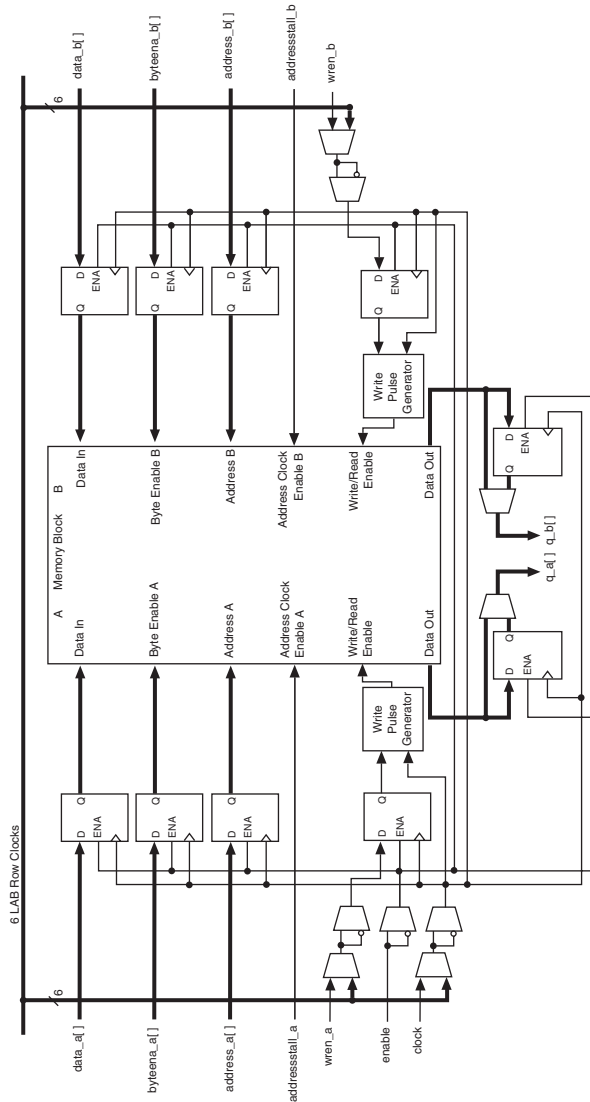 6 LAB Row Clocks
6
6
data_a[ ]
byteena_a[ ]
address_a[ ]
addressstall_a
wren_a
enable
clock
D
Q
ENA
D
Q
ENA
D
Q
ENA
D
Q
ENA
Write
Pulse
Generator
A
Memory Block
B
Data In
Byte Enable A
Address A
Address Clock
Enable A
Write/Read
Enable
Data Out
Data In
Byte Enable B
Address B
Address Clock
Enable B
Write/Read
Enable
Data Out
Write
Pulse
Generator
Q
D
ENA
Q
D
ENA
Q
D
ENA
Q
D
ENA
data_b[ ]
byteena_b[ ]
address_b[ ]
addressstall_b
wren_b
D
Q
ENA
q_a[ ]
q_b[ ]
Q
D
ENA